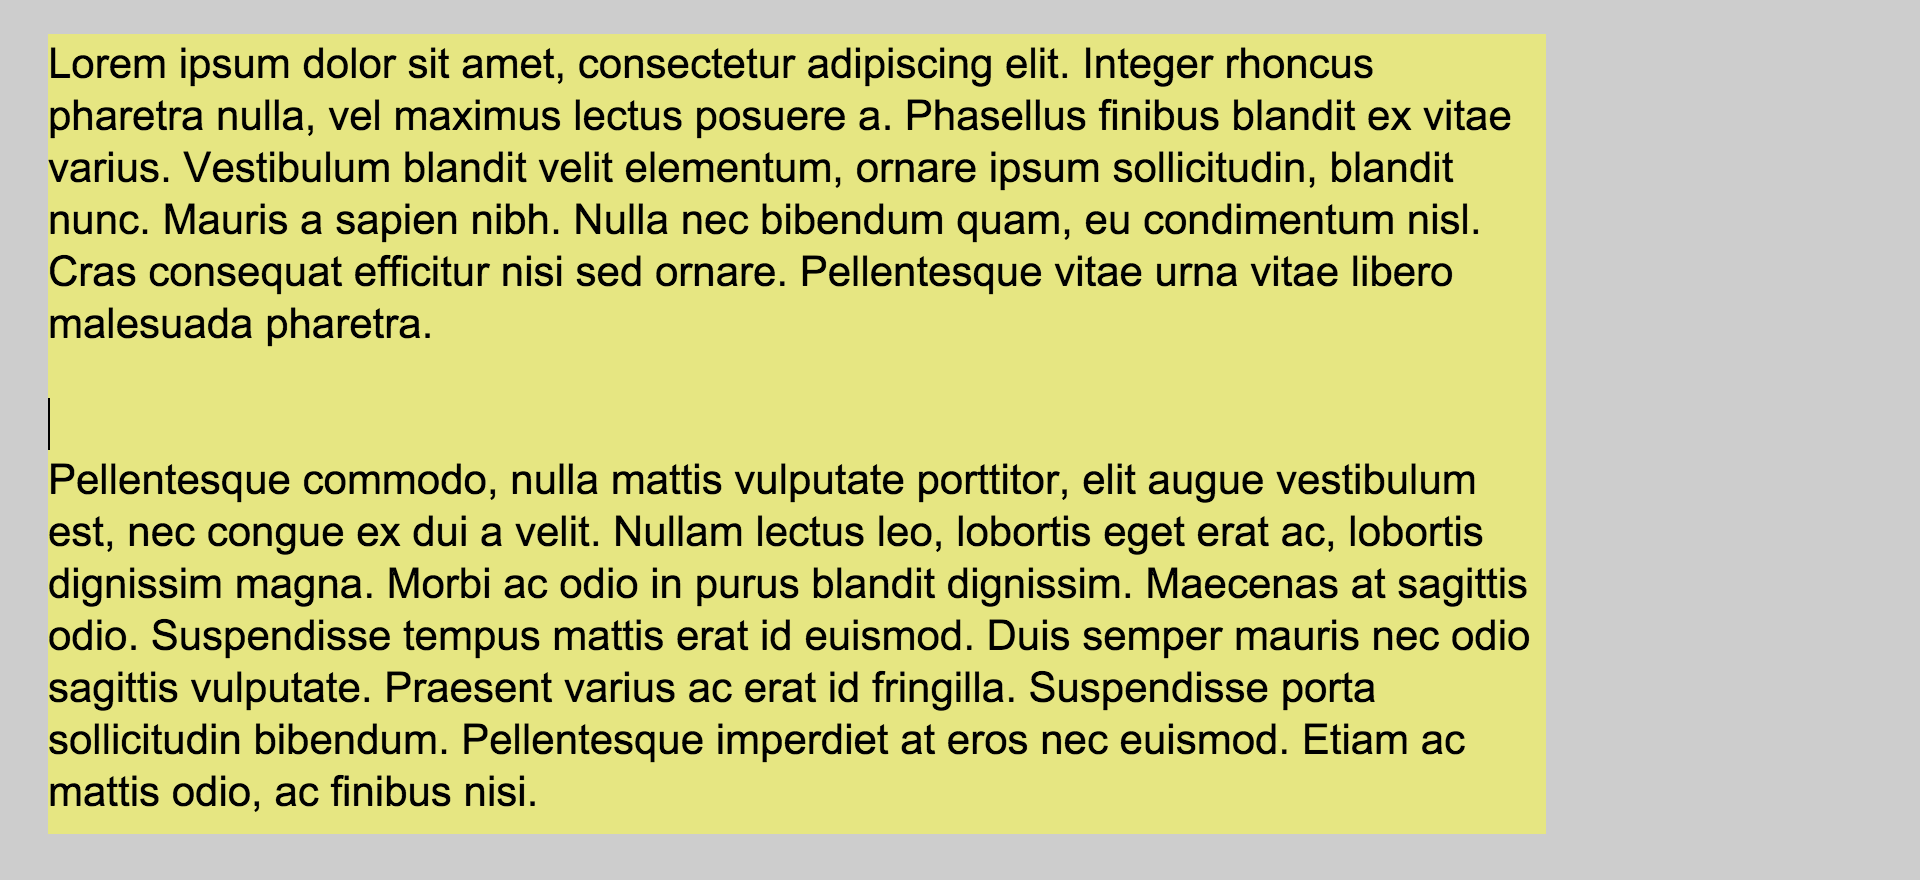 Lorem ipsum dolor sit amet, consectetur adipiscing elit. Integer rhoncus
pharetra nulla, vel maximus lectus posuere a. Phasellus finibus blandit ex vitae
varius. Vestibulum blandit velit elementum, ornare ipsum sollicitudin, blandit
nunc. Mauris a sapien nibh. Nulla nec bibendum quam, eu condimentum nisl.
Cras consequat efficitur nisi sed ornare. Pellentesque vitae urna vitae libero
malesuada pharetra.
Pellentesque commodo, nulla mattis vulputate porttitor, elit augue vestibulum
est, nec congue ex dui a velit. Nullam lectus leo, lobortis eget erat ac, lobortis
dignissim magna. Morbi ac odio in purus blandit dignissim. Maecenas at sagittis
odio. Suspendisse tempus mattis erat id euismod. Duis semper mauris nec odio
sagittis vulputate. Praesent varius ac erat id fringilla. Suspendisse porta
sollicitudin bibendum. Pellentesque imperdiet at eros nec euismod. Etiam ac
mattis odio, ac finibus nisi.